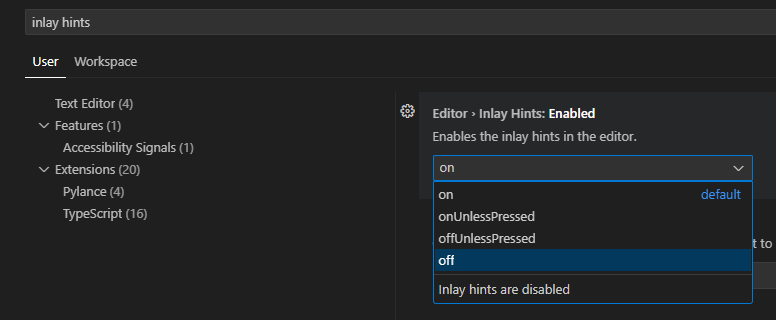 inlay hints
User Workspace
Text Editor (4)
Features (1)
Accessibility Signals (1)
Extensions (20)
Pylance (4)
TypeScript (16)
Editor › Inlay Hints: Enabled
Enables the inlay hints in the editor.
on
on default
onUnlessPressed
offUnlessPressed
off
Inlay hints are disabled
t to